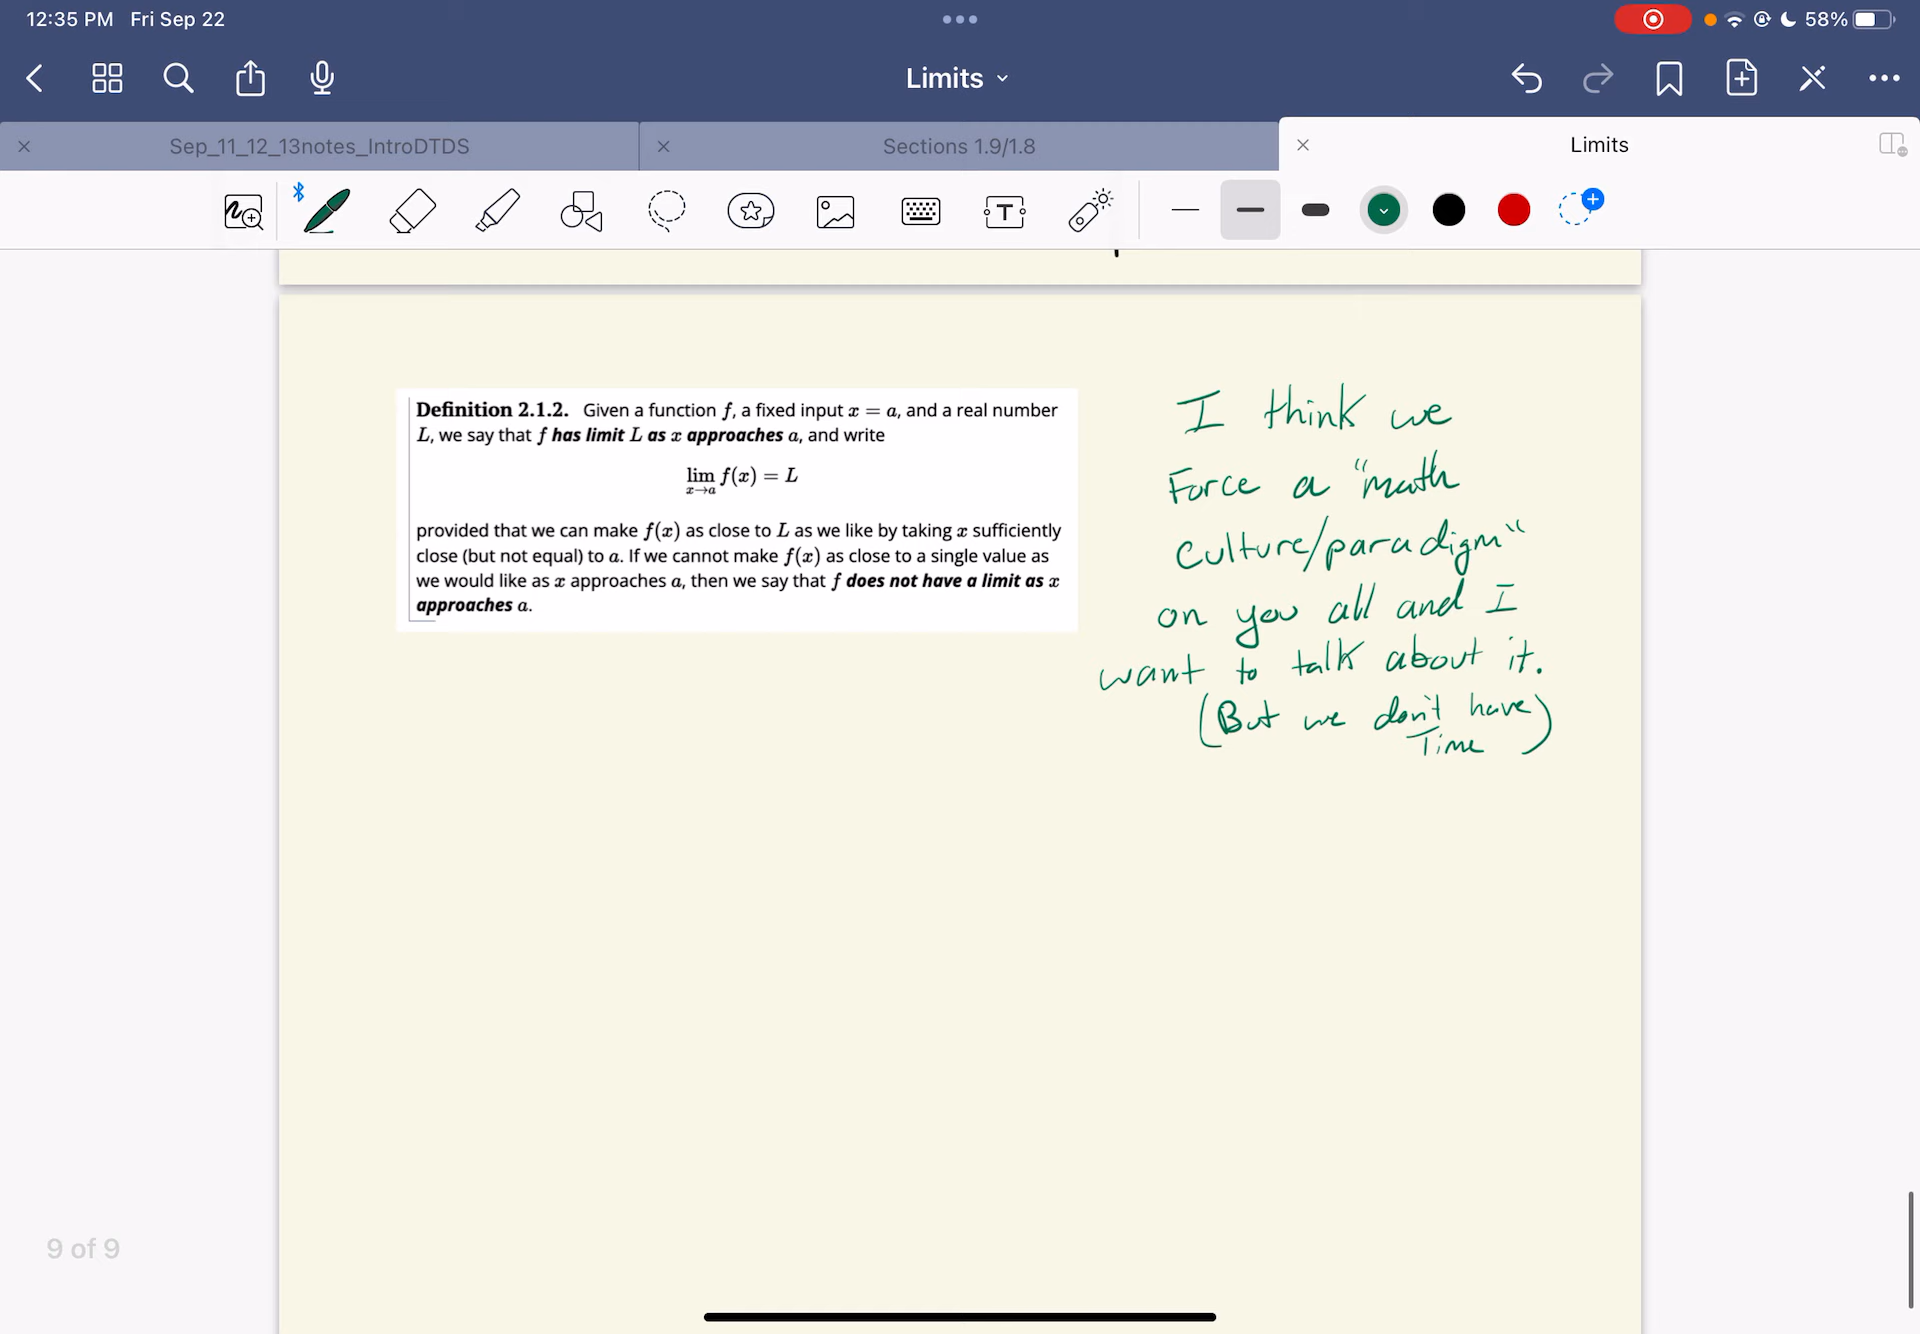 12:35 PM Fri Sep 22
58%
Limits
Sep_11_12_13notes_IntroDTDS
Sections 1.9/1.8
Limits
T
Definition 2.1.2. Given a function f, a fixed input x = a, and a real number
L, we say that f has limit L as x approaches a, and write
lim f(x) = L
x→a
provided that we can make f(x) as close to L as we like by taking x sufficiently
close (but not equal) to a. If we cannot make f(x) as close to a single value as
we would like as x approaches a, then we say that f does not have a limit as x
approaches a.
I think we
Force a "math
culture/paradigm"
on you all and I
want to talk about it.
(But we don't have)
Time
9 of 9